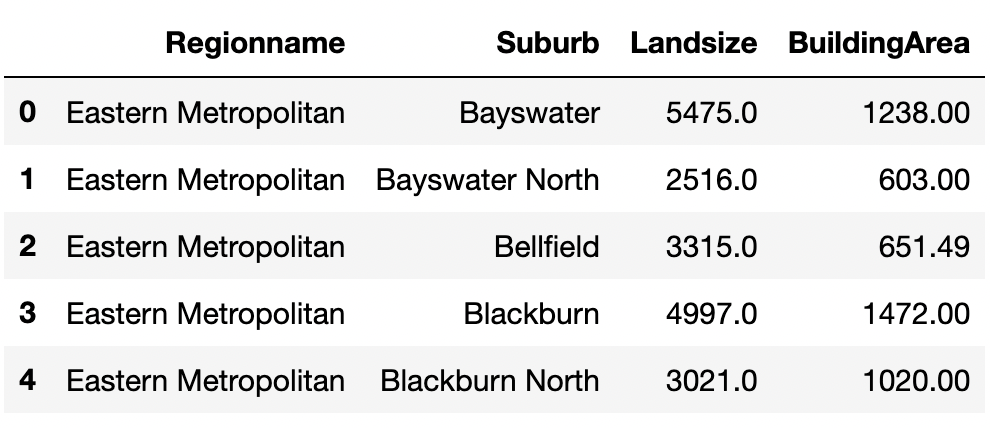 Regionname Suburb Landsize BuildingArea
0 Eastern Metropolitan Bayswater 5475.0 1238.00
1 Eastern Metropolitan Bayswater North 2516.0 603.00
2 Eastern Metropolitan Bellfield 3315.0 651.49
3 Eastern Metropolitan Blackburn 4997.0 1472.00
4 Eastern Metropolitan Blackburn North 3021.0 1020.00